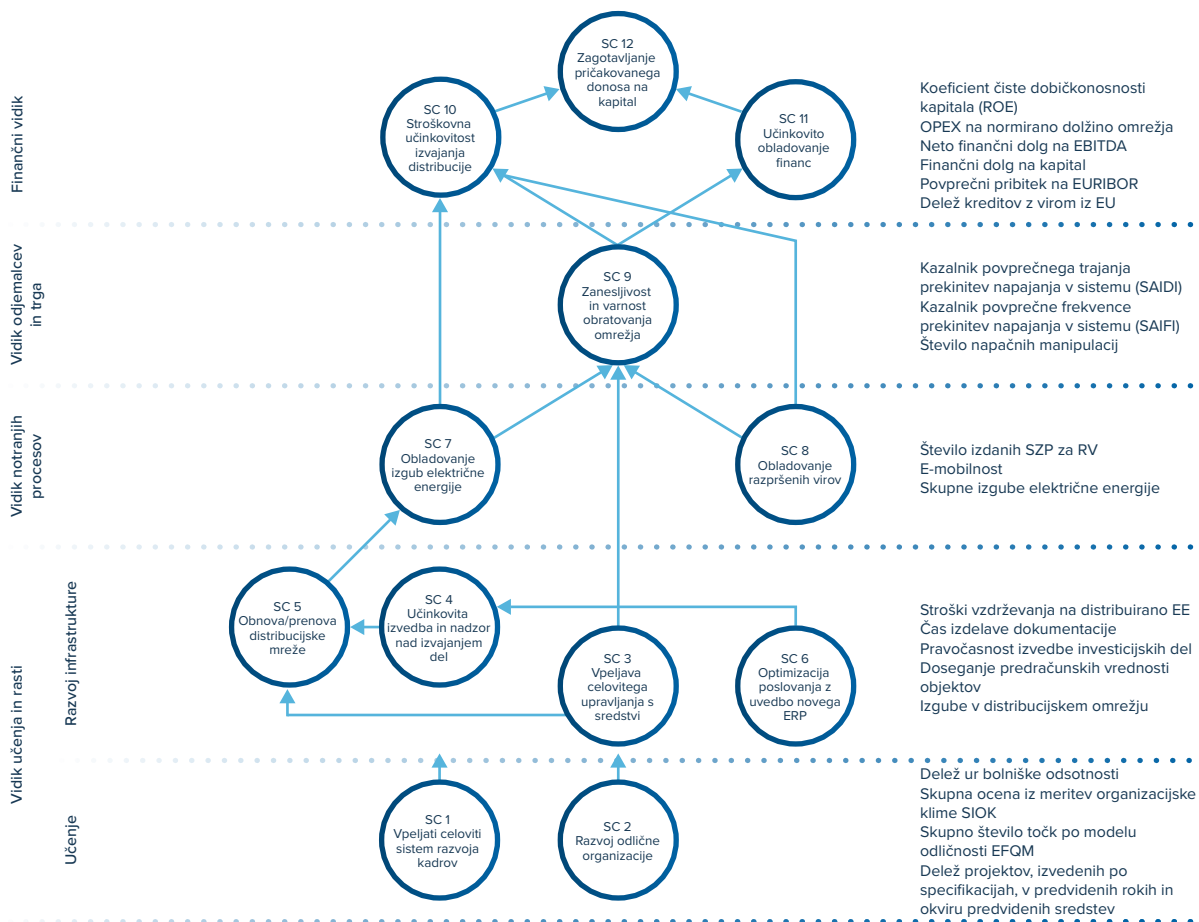 Finančni vidik
SC 12
Zagotavljanje
pričakovanega
donosa na
kapital
SC 10
Stroškovna
učinkovitost
izvajanja
distribucije
SC 11
Učinkovito
obladovanje
financ
Koeficient čiste dobičkonosnosti
kapitala (ROE)
OPEX na normirano dolžino omrežja
Neto finančni dolg na EBITDA
Finančni dolg na kapital
Povprečni pribitek na EURIBOR
Delež kreditov z virom iz EU
Vidik odjemalcev
in trga
SC 9
Zanesljivost
in varnost
obratovanja
omrežja
Kazalnik povprečnega trajanja
prekinitev napajanja v sistemu (SAIDI)
Kazalnik povprečne frekvence
prekinitev napajanja v sistemu (SAIFI)
Število napačnih manipulacij
Vidik notranjih
procesov
SC 7
Obladovanje
izgub električne
energije
SC 8
Obladovanje
razpršenih virov
Število izdanih SZP za RV
E-mobilnost
Skupne izgube električne energije
Vidik učenja in rasti
Razvoj infrastrukture
SC 5
Obnova/prenova
distribucijske
mreže
SC 4
Učinkovita
izvedba in nadzor
nad izvajanjem
del
SC 3
Vpeljava
celovitega
upravljanja s
sredstvi
SC 6
Optimizacija
poslovanja z
uvedbo novega
ERP
Stroški vzdrževanja na distribuirano EE
Čas izdelave dokumentacije
Pravočasnost izvedbe investicijskih del
Doseganje predračunskih vrednosti
objektov
Izgube v distribucijskem omrežju
Učenje
SC 1
Vpeljati celoviti
sistem razvoja
kadrov
SC 2
Razvoj odlične
organizacije
Delež ur bolniške odsotnosti
Skupna ocena iz meritev organizacijske
klime SIOK
Skupno število točk po modelu
odličnosti EFQM
Delež projektov, izvedenih po
specifikacijah, v predvidenih rokih in
okviru predvidenih sredstev